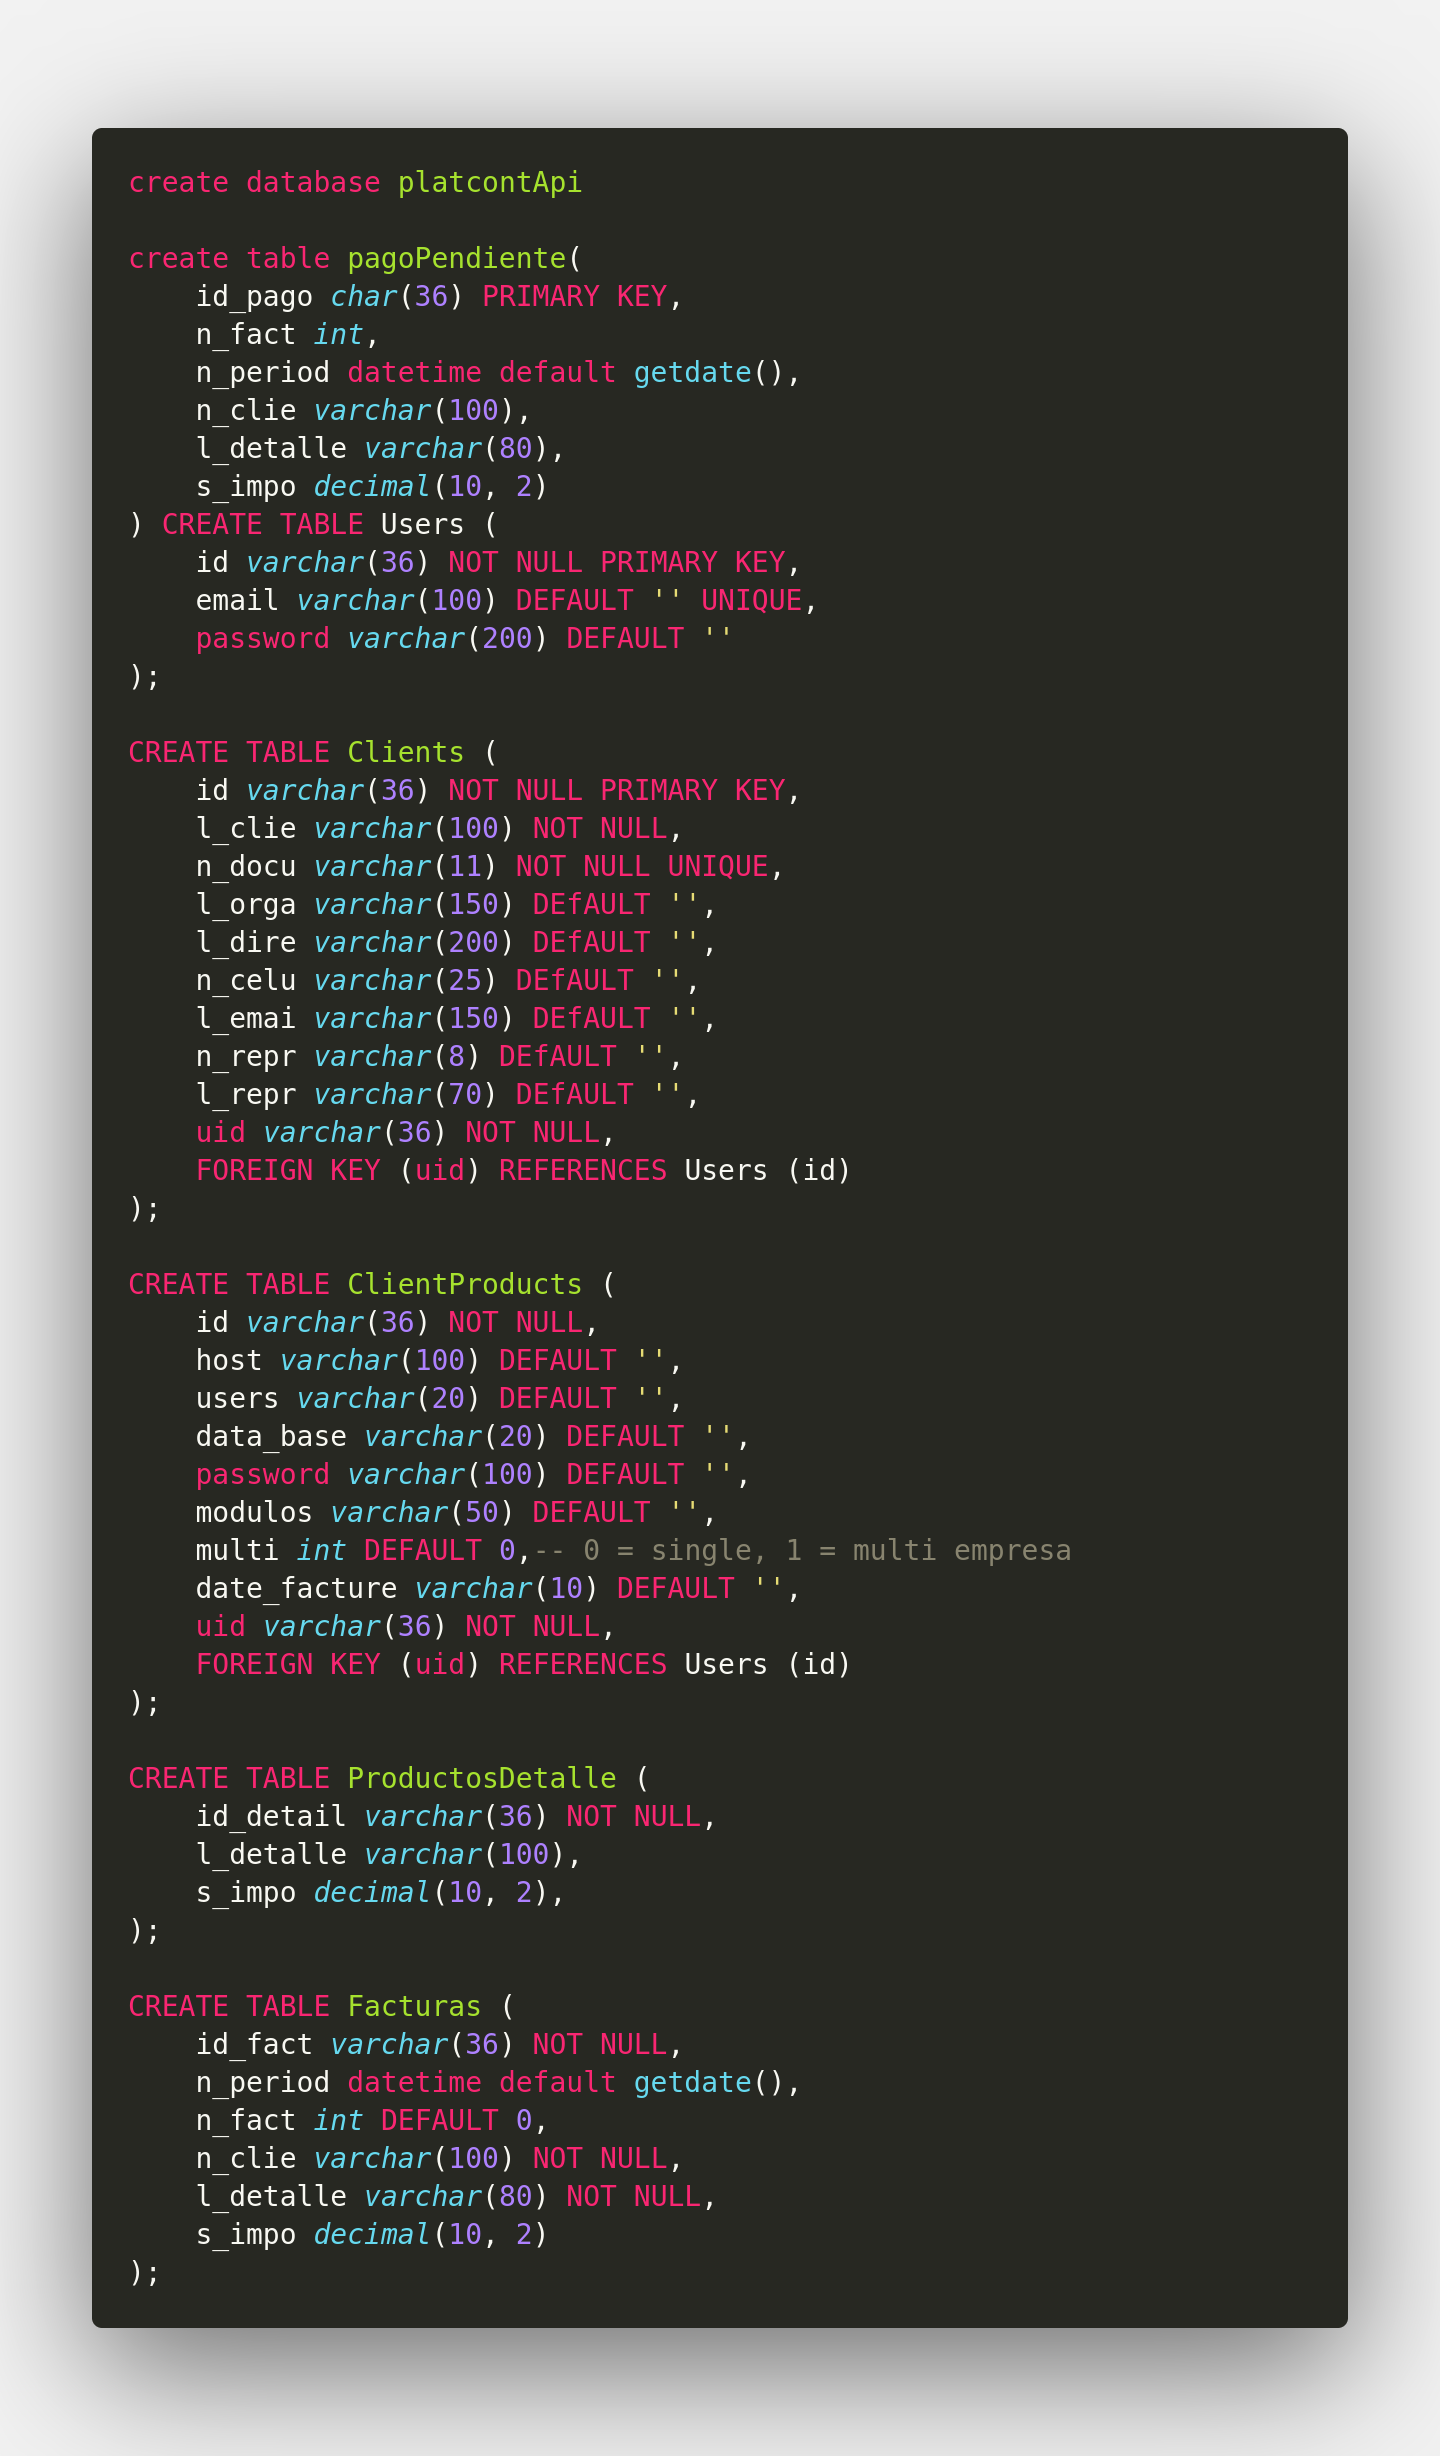 create database platcontApi

create table pagoPendiente(
    id_pago char(36) PRIMARY KEY,
    n_fact int,
    n_period datetime default getdate(),
    n_clie varchar(100),
    l_detalle varchar(80),
    s_impo decimal(10, 2)
) CREATE TABLE Users (
    id varchar(36) NOT NULL PRIMARY KEY,
    email varchar(100) DEFAULT '' UNIQUE,
    password varchar(200) DEFAULT ''
);

CREATE TABLE Clients (
    id varchar(36) NOT NULL PRIMARY KEY,
    l_clie varchar(100) NOT NULL,
    n_docu varchar(11) NOT NULL UNIQUE,
    l_orga varchar(150) DEfAULT '',
    l_dire varchar(200) DEfAULT '',
    n_celu varchar(25) DEfAULT '',
    l_emai varchar(150) DEfAULT '',
    n_repr varchar(8) DEfAULT '',
    l_repr varchar(70) DEfAULT '',
    uid varchar(36) NOT NULL,
    FOREIGN KEY (uid) REFERENCES Users (id)
);

CREATE TABLE ClientProducts (
    id varchar(36) NOT NULL,
    host varchar(100) DEFAULT '',
    users varchar(20) DEFAULT '',
    data_base varchar(20) DEFAULT '',
    password varchar(100) DEFAULT '',
    modulos varchar(50) DEFAULT '',
    multi int DEFAULT 0,-- 0 = single, 1 = multi empresa
    date_facture varchar(10) DEFAULT '',
    uid varchar(36) NOT NULL,
    FOREIGN KEY (uid) REFERENCES Users (id)
);

CREATE TABLE ProductosDetalle (
    id_detail varchar(36) NOT NULL,
    l_detalle varchar(100),
    s_impo decimal(10, 2),
);

CREATE TABLE Facturas (
    id_fact varchar(36) NOT NULL,
    n_period datetime default getdate(),
    n_fact int DEFAULT 0,
    n_clie varchar(100) NOT NULL,
    l_detalle varchar(80) NOT NULL,
    s_impo decimal(10, 2)
);